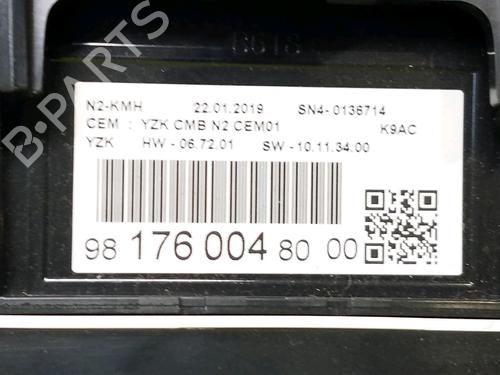 B618
N2-KMH 22.01.2019 SN4- 0136714
CEM : YZK CMB N2 CEM01 K9AC
YZK HW - 06.72.01 SW - 10.11.34.00
98 176 004 80 00
B-PARTS